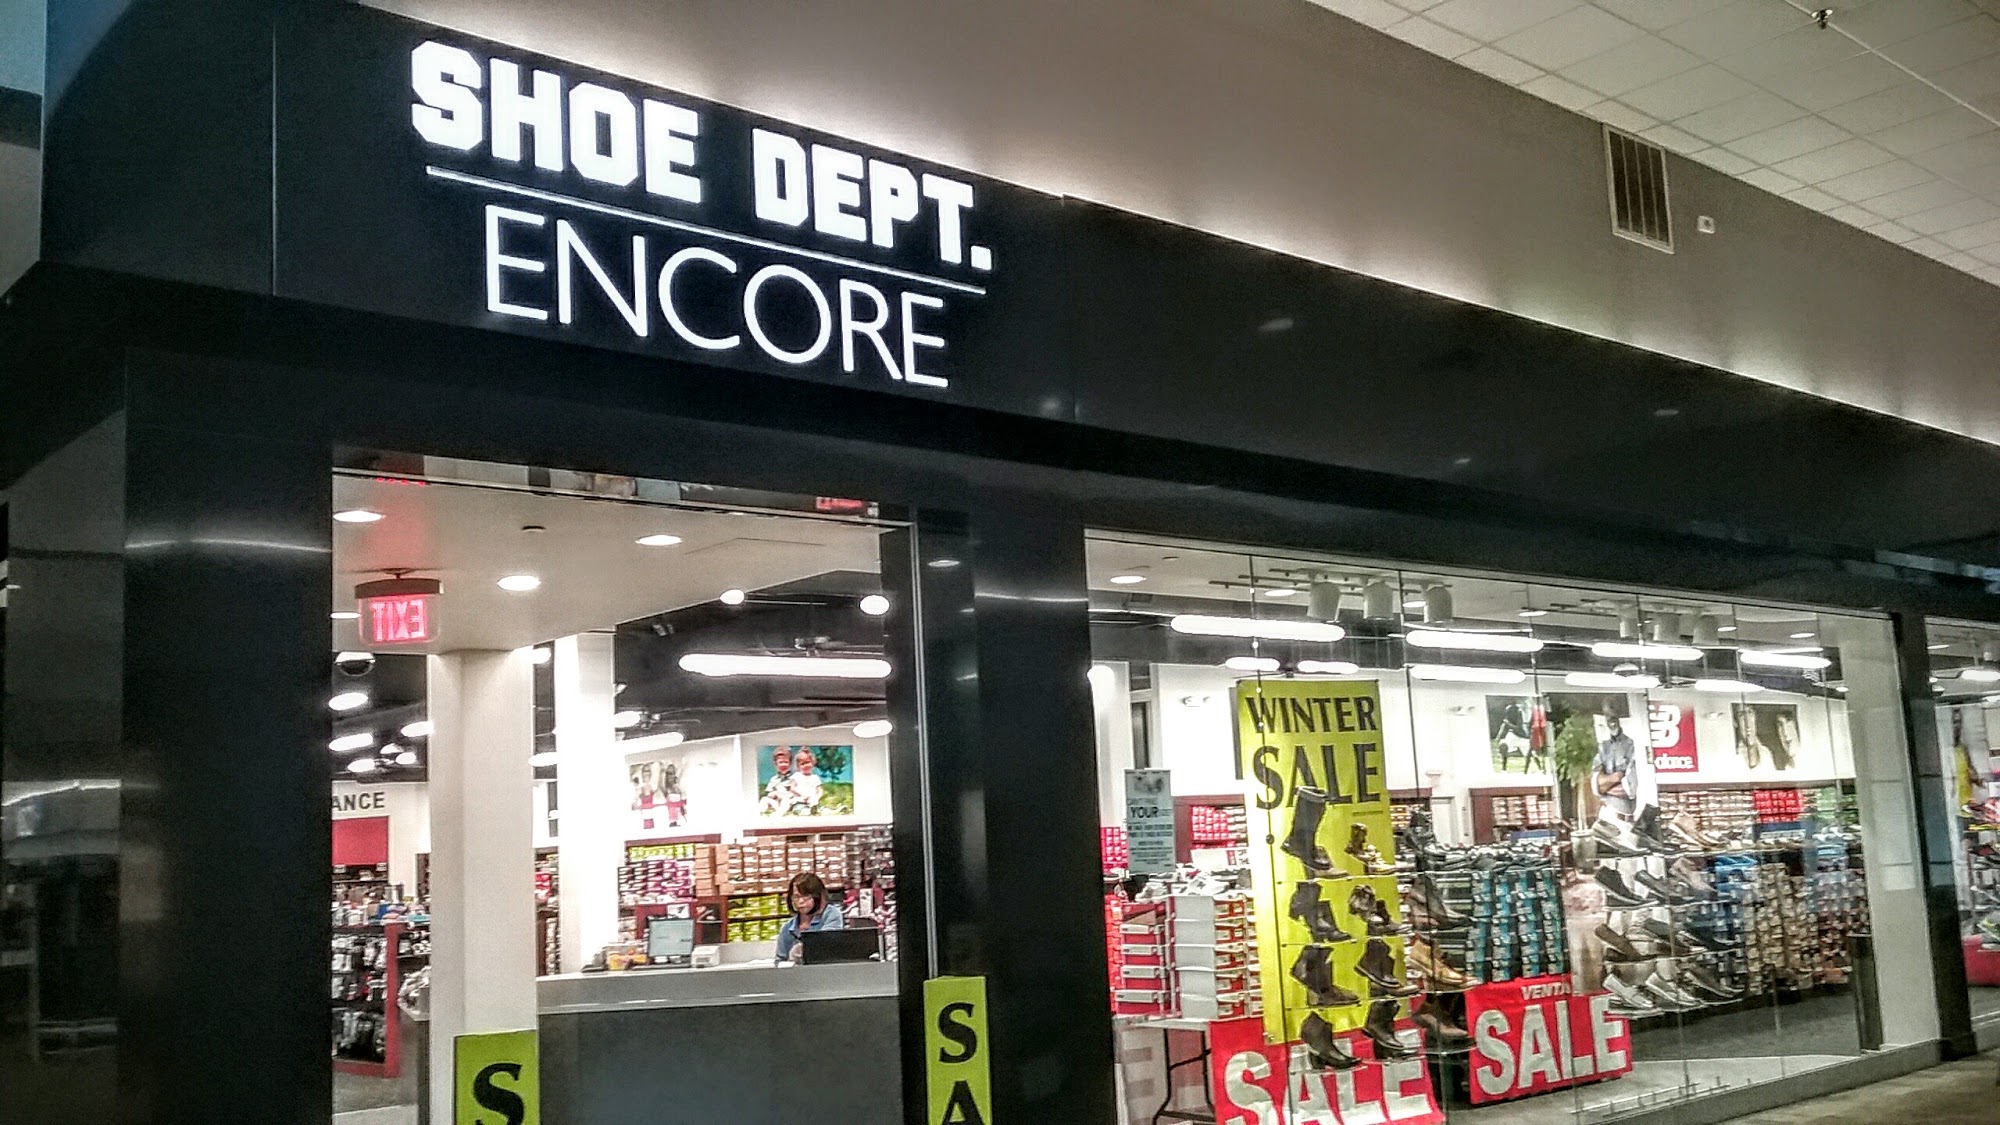 SHOE DEPT.
ENCORE
EXIT
ANCE
WINTER
SALE
YOUR
VENTA
SALE
SALE
S
SA